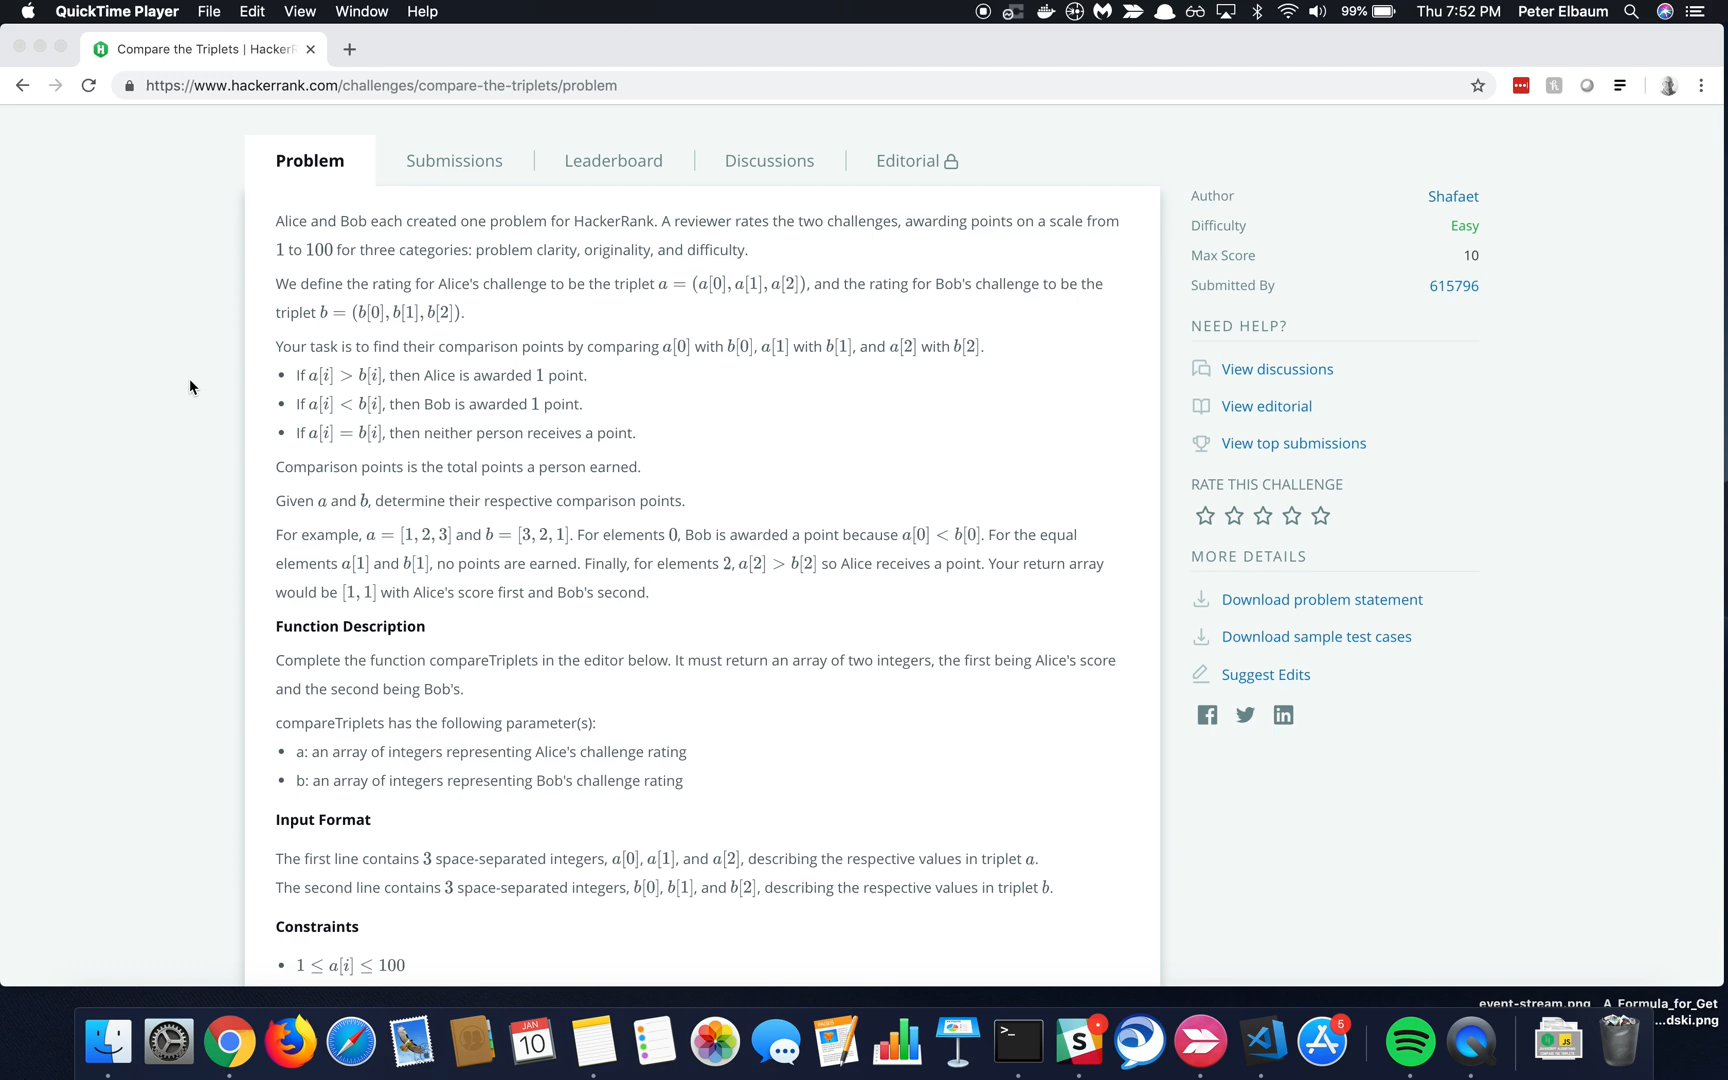 QuickTime Player File Edit View Window Help 99% Thu 7:52 PM Peter Elbaum
Compare the Triplets | HackerR
https://www.hackerrank.com/challenges/compare-the-triplets/problem
Problem Submissions Leaderboard Discussions Editorial
Alice and Bob each created one problem for HackerRank. A reviewer rates the two challenges, awarding points on a scale from
1 to 100 for three categories: problem clarity, originality, and difficulty.
We define the rating for Alice's challenge to be the triplet a = (a[0], a[1], a[2]), and the rating for Bob's challenge to be the
triplet b = (b[0], b[1], b[2]).
Your task is to find their comparison points by comparing a[0] with b[0], a[1] with b[1], and a[2] with b[2].
• If a[i] > b[i], then Alice is awarded 1 point.
• If a[i] < b[i], then Bob is awarded 1 point.
• If a[i] = b[i], then neither person receives a point.
Comparison points is the total points a person earned.
Given a and b, determine their respective comparison points.
For example, a = [1, 2, 3] and b = [3, 2, 1]. For elements 0, Bob is awarded a point because a[0] < b[0]. For the equal
elements a[1] and b[1], no points are earned. Finally, for elements 2, a[2] > b[2] so Alice receives a point. Your return array
would be [1, 1] with Alice's score first and Bob's second.
Function Description
Complete the function compareTriplets in the editor below. It must return an array of two integers, the first being Alice's score
and the second being Bob's.
compareTriplets has the following parameter(s):
• a: an array of integers representing Alice's challenge rating
• b: an array of integers representing Bob's challenge rating
Input Format
The first line contains 3 space-separated integers, a[0], a[1], and a[2], describing the respective values in triplet a.
The second line contains 3 space-separated integers, b[0], b[1], and b[2], describing the respective values in triplet b.
Constraints
• 1 ≤ a[i] ≤ 100
Author Shafaet
Difficulty Easy
Max Score 10
Submitted By 615796
NEED HELP?
View discussions
View editorial
View top submissions
RATE THIS CHALLENGE
MORE DETAILS
Download problem statement
Download sample test cases
Suggest Edits
event-stream.png A_Formula_for_Get
...dski.png
JAN
10
PAGES
5
JS